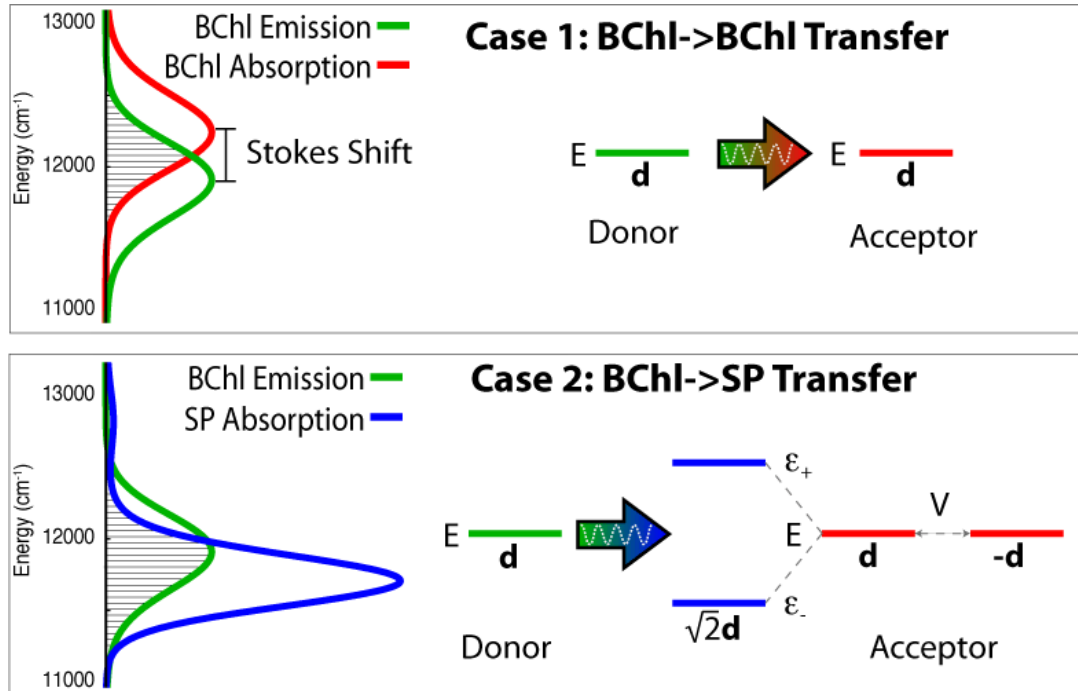 Case 1: BChl->BChl Transfer
BChl Emission
BChl Absorption
Stokes Shift
Energy (cm⁻¹)
13000
12000
11000
E
d
Donor
E
d
Acceptor
Case 2: BChl->SP Transfer
BChl Emission
SP Absorption
Energy (cm⁻¹)
13000
12000
11000
E
d
Donor
ε₊
E
V
d
-d
ε₋
√2d
Acceptor